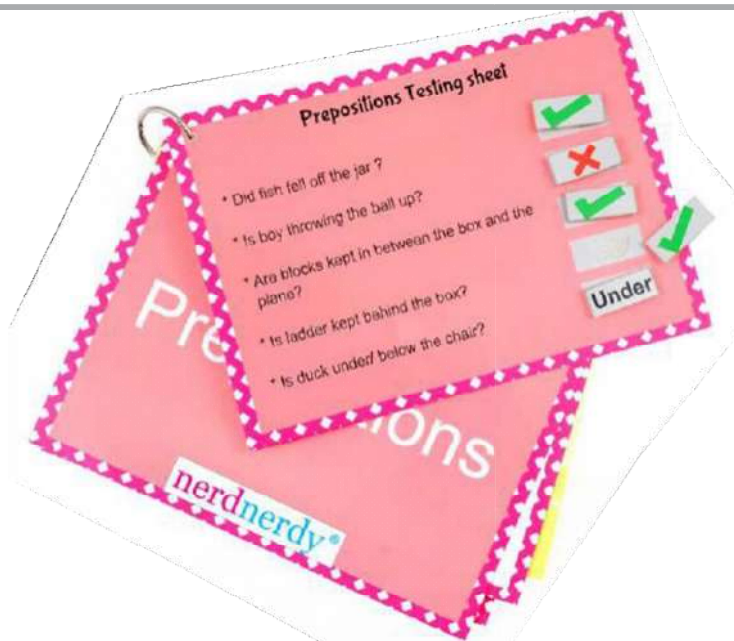 Prepositions Testing sheet
* Did fish fell off the jar ?
* Is boy throwing the ball up?
* Are blocks kept in between the box and the
plane?
* Is ladder kept behind the box?
* Is duck under/ below the chair?
Under
Pre
ions
nerdnerdy®